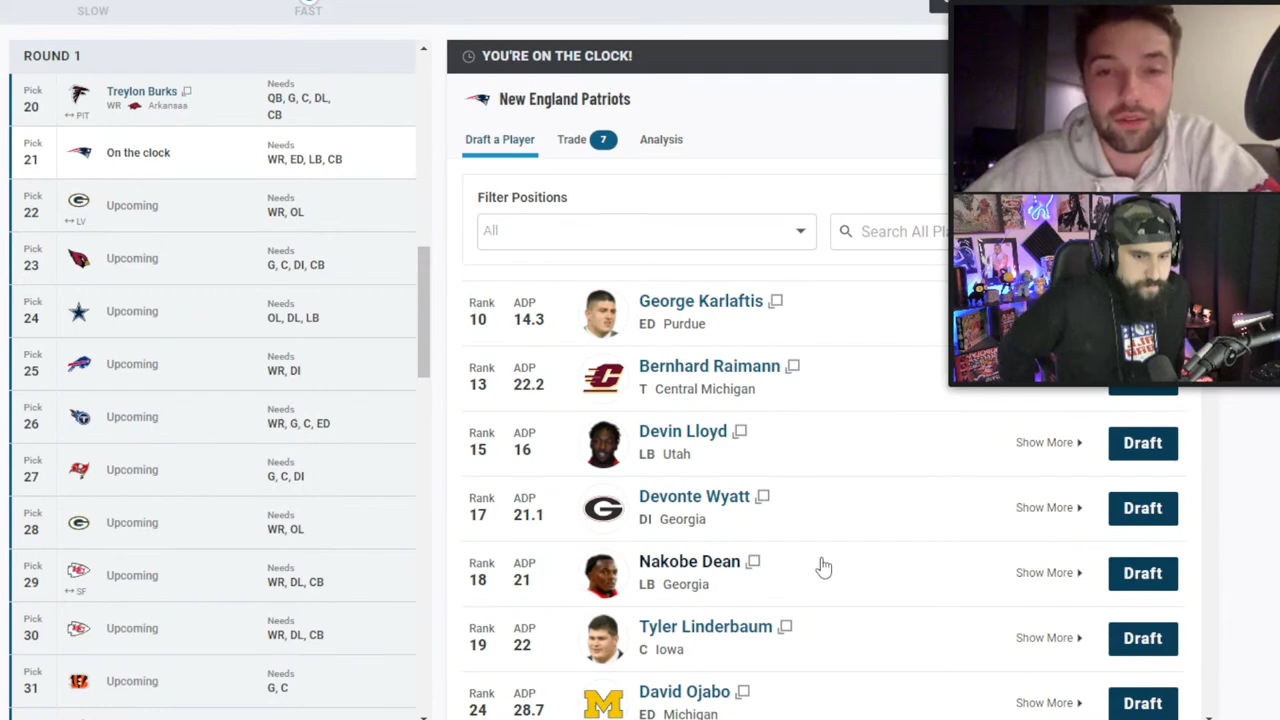 SLOW FAST
ROUND 1
YOU'RE ON THE CLOCK!
New England Patriots
Draft a Player Trade 7 Analysis
Filter Positions
All Search All Pl
Pick 20 PIT Treylon Burks WR Arkansas Needs QB, G, C, DL, CB
Pick 21 On the clock Needs WR, ED, LB, CB
Pick 22 LV Upcoming Needs WR, OL
Pick 23 Upcoming Needs G, C, DI, CB
Pick 24 Upcoming Needs OL, DL, LB
Pick 25 Upcoming Needs WR, DI
Pick 26 Upcoming Needs WR, G, C, ED
Pick 27 Upcoming Needs G, C, DI
Pick 28 Upcoming Needs WR, OL
Pick 29 SF Upcoming Needs WR, DL, CB
Pick 30 Upcoming Needs WR, DL, CB
Pick 31 Upcoming Needs G, C
Rank 10 ADP 14.3 George Karlaftis ED Purdue
Rank 13 ADP 22.2 Bernhard Raimann T Central Michigan
Rank 15 ADP 16 Devin Lloyd LB Utah Show More Draft
Rank 17 ADP 21.1 Devonte Wyatt DI Georgia Show More Draft
Rank 18 ADP 21 Nakobe Dean LB Georgia Show More Draft
Rank 19 ADP 22 Tyler Linderbaum C Iowa Show More Draft
Rank 24 ADP 28.7 David Ojabo ED Michigan Show More Draft